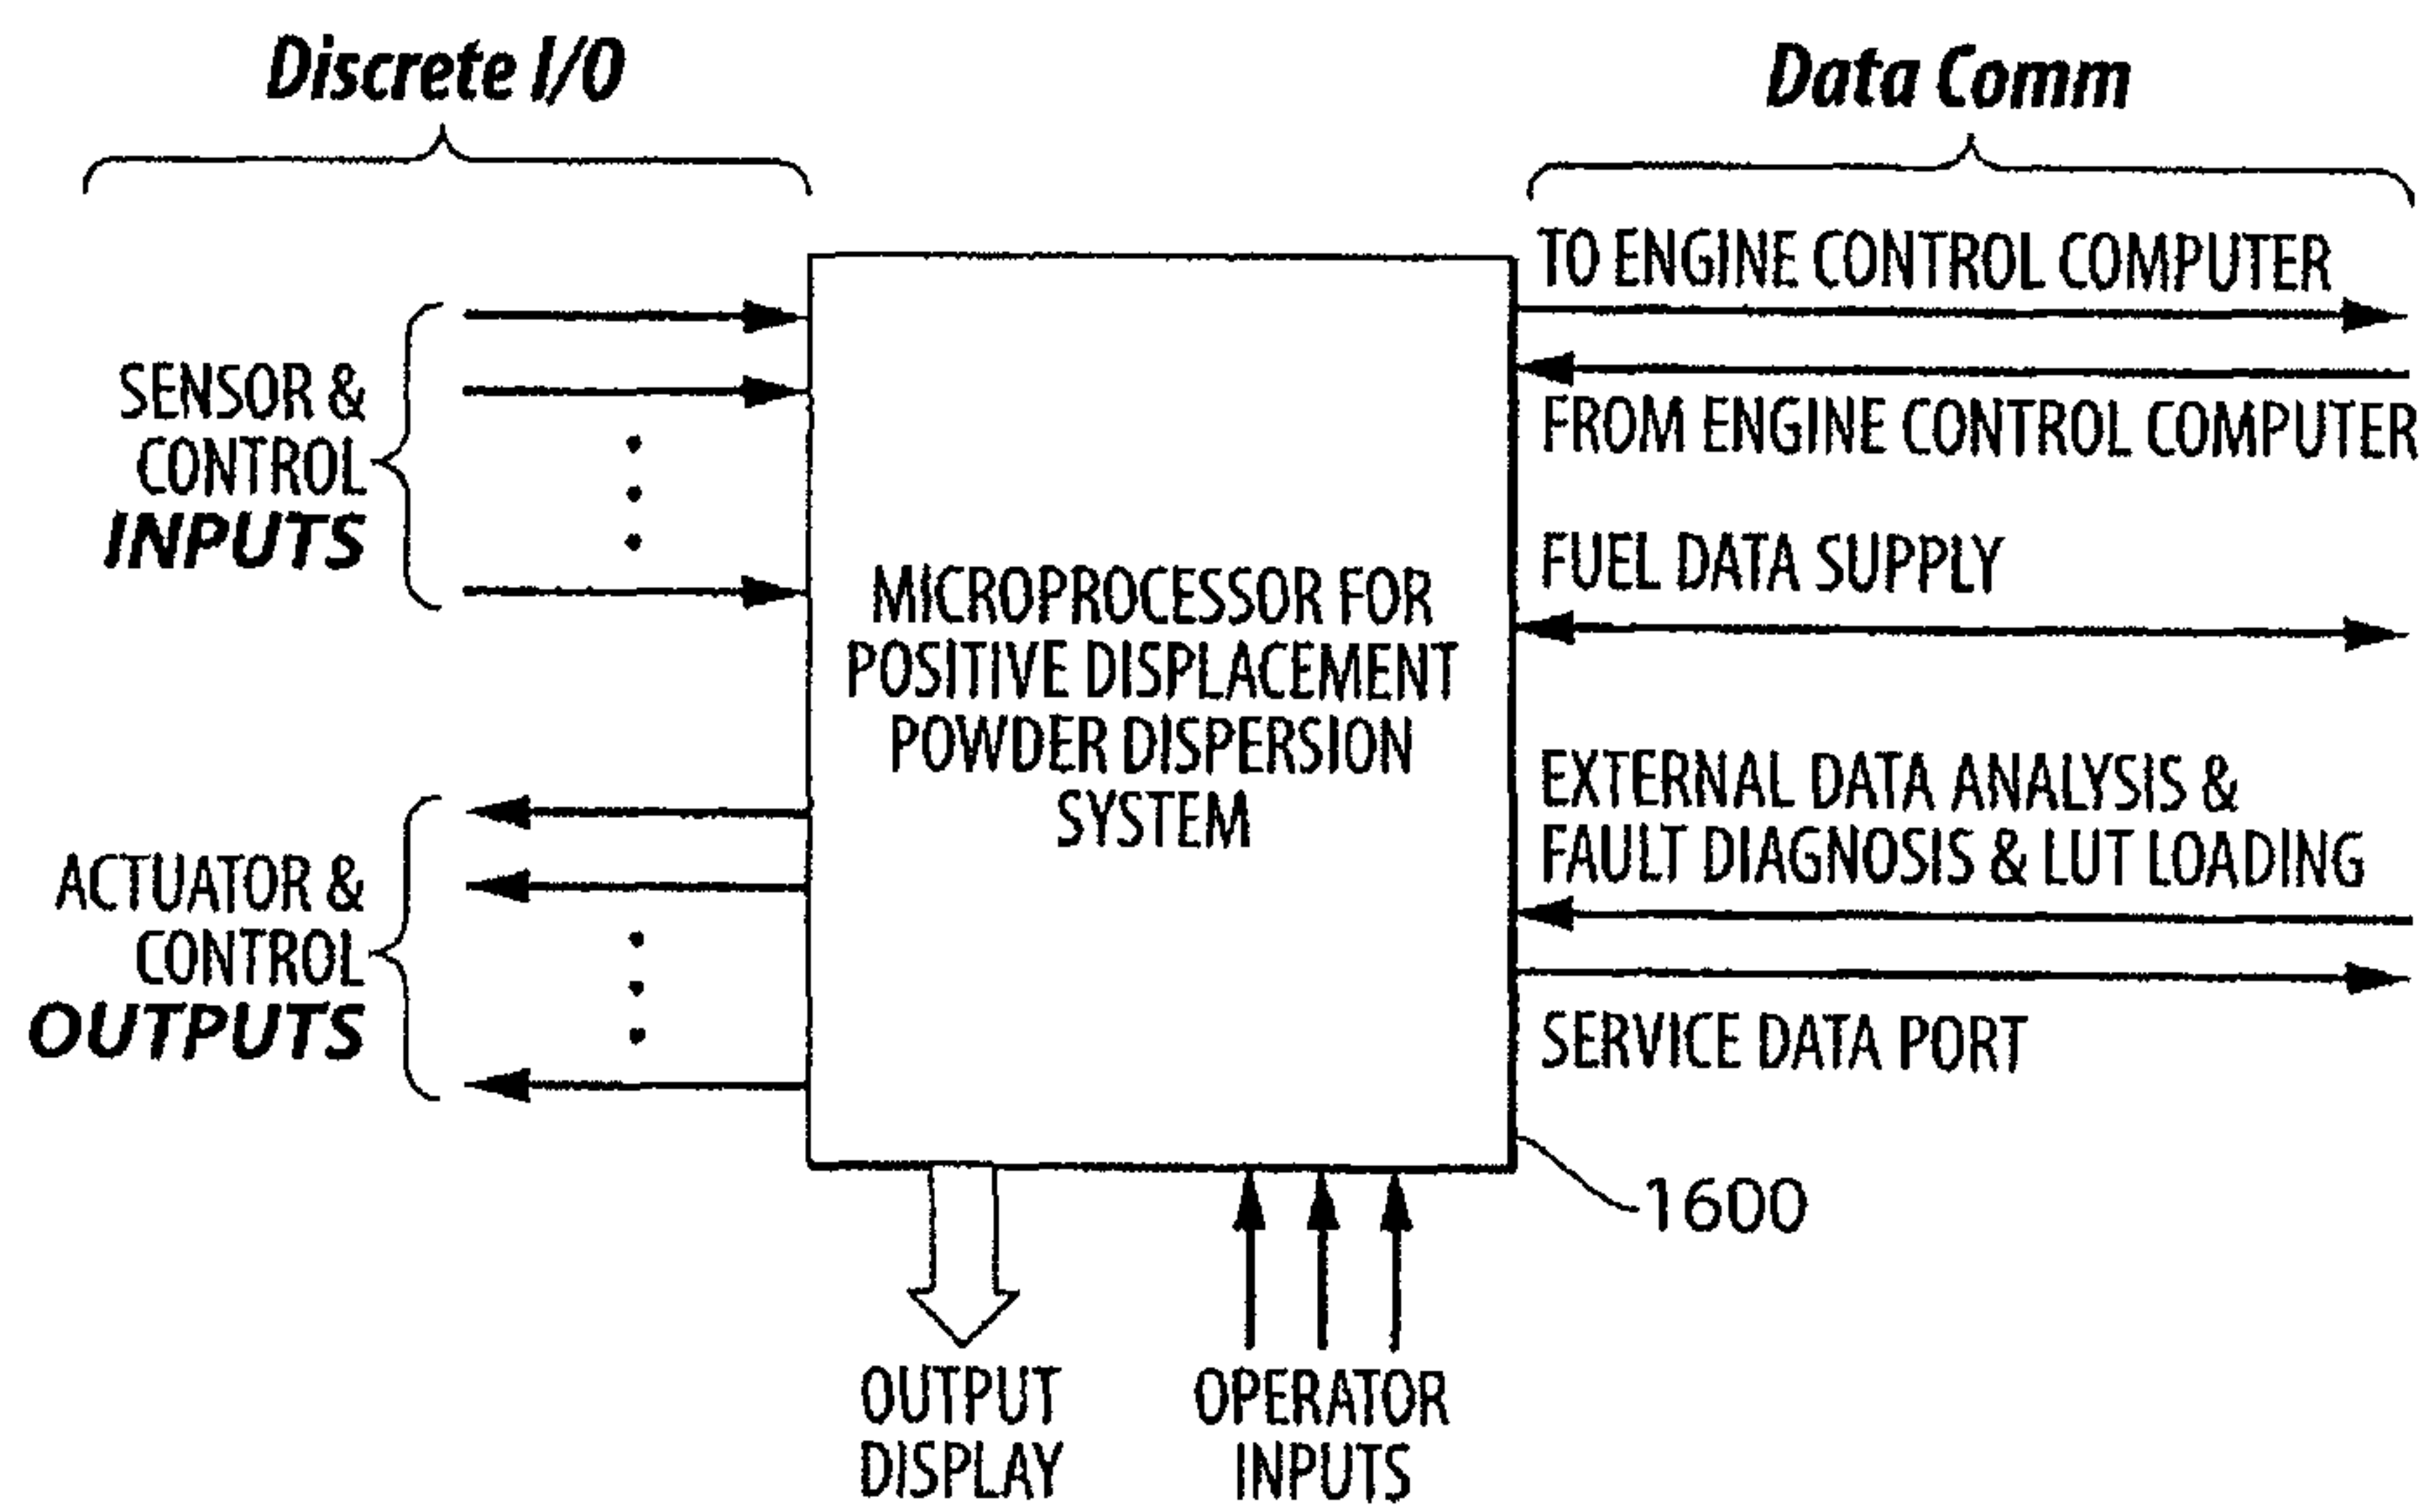 Discrete I/O
Data Comm
SENSOR &
CONTROL
INPUTS
ACTUATOR &
CONTROL
OUTPUTS
MICROPROCESSOR FOR
POSITIVE DISPLACEMENT
POWDER DISPERSION
SYSTEM
TO ENGINE CONTROL COMPUTER
FROM ENGINE CONTROL COMPUTER
FUEL DATA SUPPLY
EXTERNAL DATA ANALYSIS &
FAULT DIAGNOSIS & LUT LOADING
SERVICE DATA PORT
1600
OUTPUT
DISPLAY
OPERATOR
INPUTS